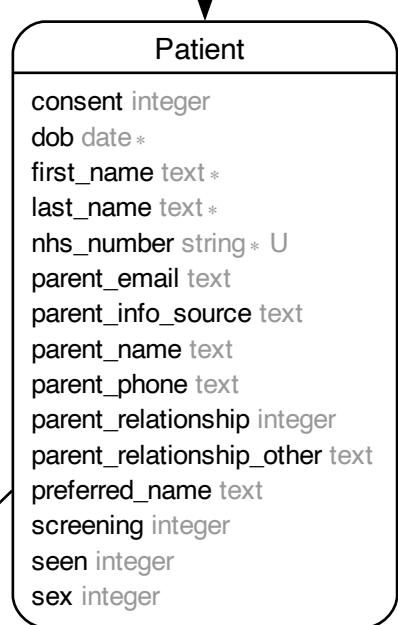 Patient
consent integer
dob date *
first_name text *
last_name text *
nhs_number string * U
parent_email text
parent_info_source text
parent_name text
parent_phone text
parent_relationship integer
parent_relationship_other text
preferred_name text
screening integer
seen integer
sex integer